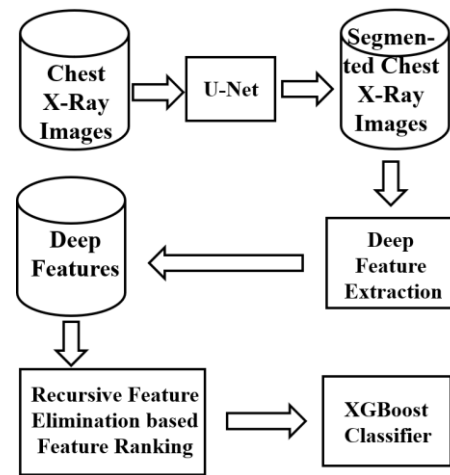 Chest
X-Ray
Images
U-Net
Segmen-
ted Chest
X-Ray
Images
Deep
Feature
Extraction
Deep
Features
Recursive Feature
Elimination based
Feature Ranking
XGBoost
Classifier